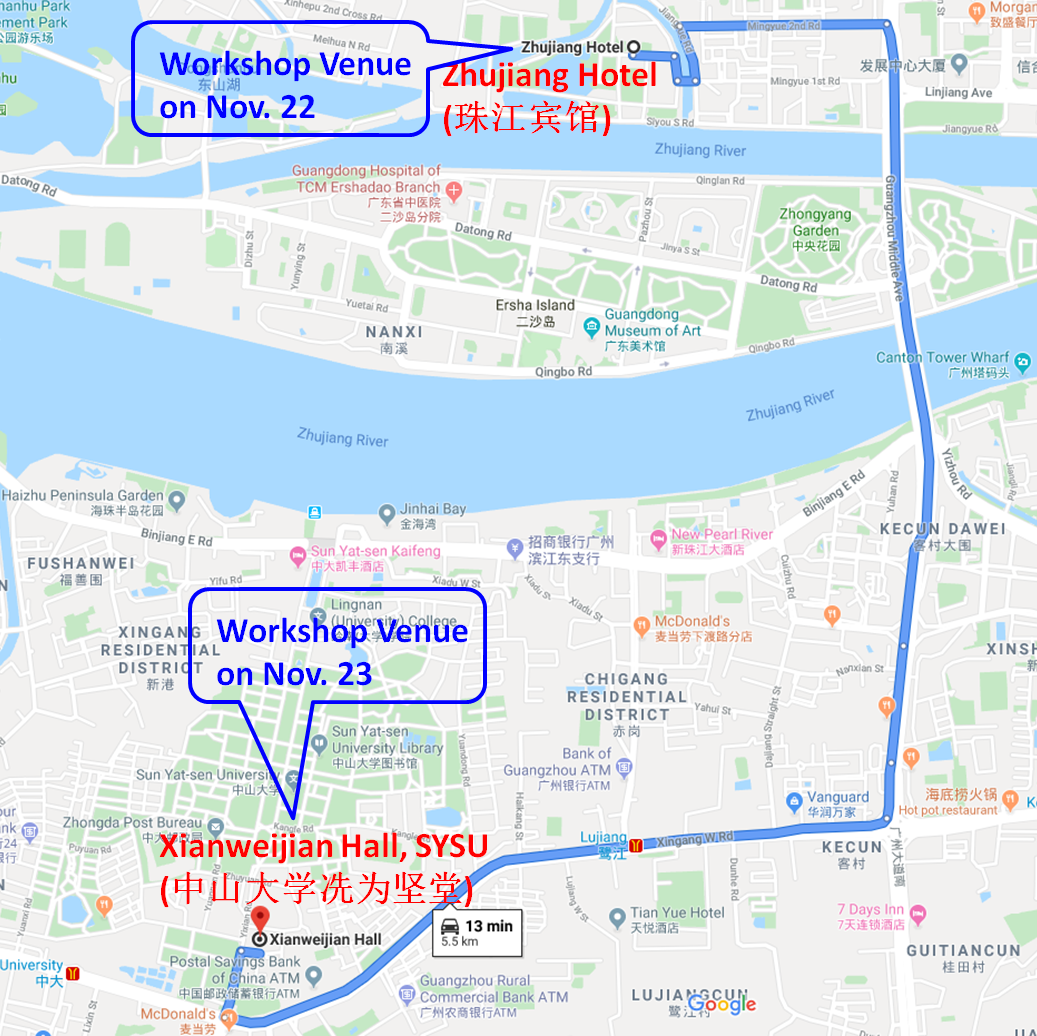 Xinhepu 2nd Cross Rd
Meihua N Rd
Mingyue 2nd Rd
Morgan
致盛餐厅
anhu Park
ement Park
公园游乐场
Workshop Venue
on Nov. 22
东山湖
Zhujiang Hotel
Zhujiang Hotel
(珠江宾馆)
发展中心大厦
信合
Mingyue 1st Rd
Linjiang Ave
Siyou S Rd
Jiangyue Rd
Zhujiang River
Datong Rd
Guangdong Hospital of
TCM Ershadao Branch
广东省中医院
二沙岛分院
Qinglan Rd
Guangzhou Middle Ave
Zhongyang
Garden
中央花园
Datong Rd
Pazhou St
Jinya S St
Dizhu St
Yunying St
Datong Rd
Yuetai Rd
Ersha Island
二沙岛
Guangdong
Museum of Art
广东美术馆
NANXI
南溪
Qingbo Rd
Qingbo Rd
Canton Tower Wharf
广州塔码头
Zhujiang River
Zhujiang River
Yizhou Rd
Jiangli Rd
Haizhu Peninsula Garden
海珠半岛花园
Jinhai Bay
金海湾
Binjiang E Rd
Yuhan Rd
Binjiang E Rd
KECUN DAWEI
客村大围
Sun Yat-sen Kaifeng
中大凯丰酒店
招商银行广州
滨江东支行
New Pearl River
新珠江大酒店
FUSHANWEI
福善围
Yifu Rd
Xiadu W St
Xiadu St
Xiadu St
Duizhu Rd
Lingnan
(University) College
Workshop Venue
on Nov. 23
XINGANG
RESIDENTIAL
DISTRICT
新港
McDonald's
麦当劳下渡路分店
XINSH
Nanxian St
CHIGANG
RESIDENTIAL
DISTRICT
赤岗
Yahui St
Dajiang Straight St
Sun Yat-sen
University Library
中山大学图书馆
Yuandong Rd
Bank of
Guangzhou ATM
广州银行ATM
Sun Yat-sen University
中山大学
Haikang St
Vanguard
华润万家
海底捞火锅
Hot pot restaurant
Zhongda Post Bureau
Kangle Rd
Kangle
Puyuan Rd
Lujiang
鹭江
Xingang W Rd
KECUN
客村
广州大道南
Xianweijian Hall, SYSU
(中山大学冼为坚堂)
Yuanxi Rd
Yixian Rd
Lujiang W St
Dunhe Rd
13 min
5.5 km
Tian Yue Hotel
天悦酒店
7 Days Inn
7天连锁酒店
Xianweijian Hall
GUITIANCUN
桂田村
University
中大
Postal Savings Bank
of China ATM
中国邮政储蓄银行ATM
Guangzhou Rural
Commercial Bank ATM
广州农商银行ATM
LUJIANGCUN
鹭江村
Google
McDonald's
麦当劳
Lixin St